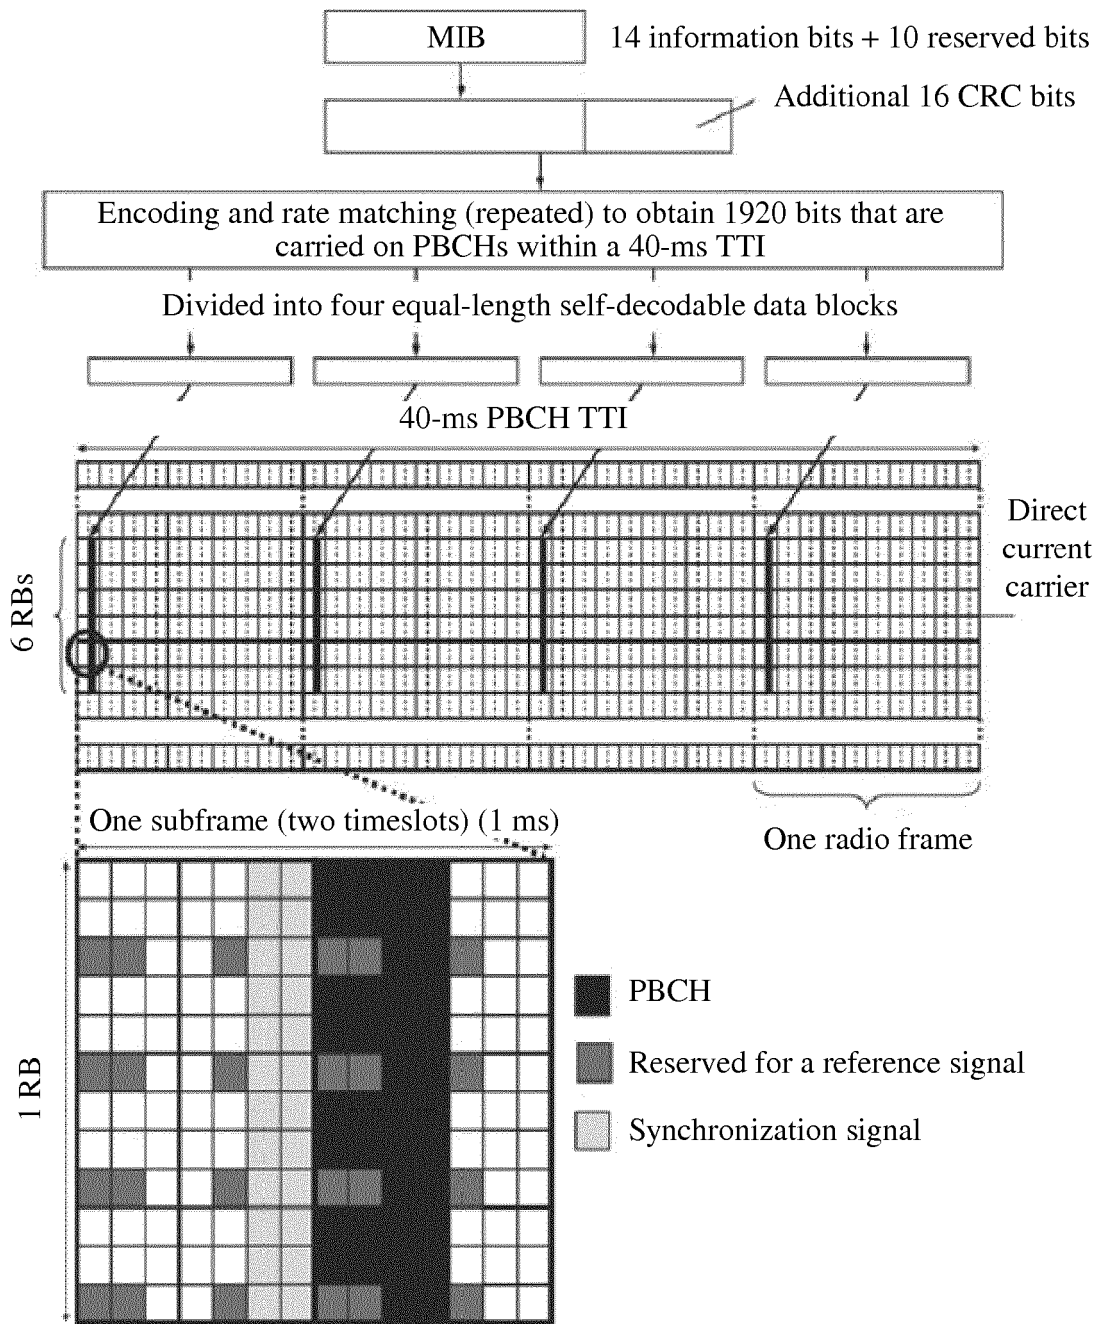 MIB
14 information bits + 10 reserved bits
Additional 16 CRC bits
Encoding and rate matching (repeated) to obtain 1920 bits that are
carried on PBCHs within a 40-ms TTI
Divided into four equal-length self-decodable data blocks
40-ms PBCH TTI
Direct
current
carrier
6 RBs
One subframe (two timeslots) (1 ms)
One radio frame
1 RB
PBCH
Reserved for a reference signal
Synchronization signal